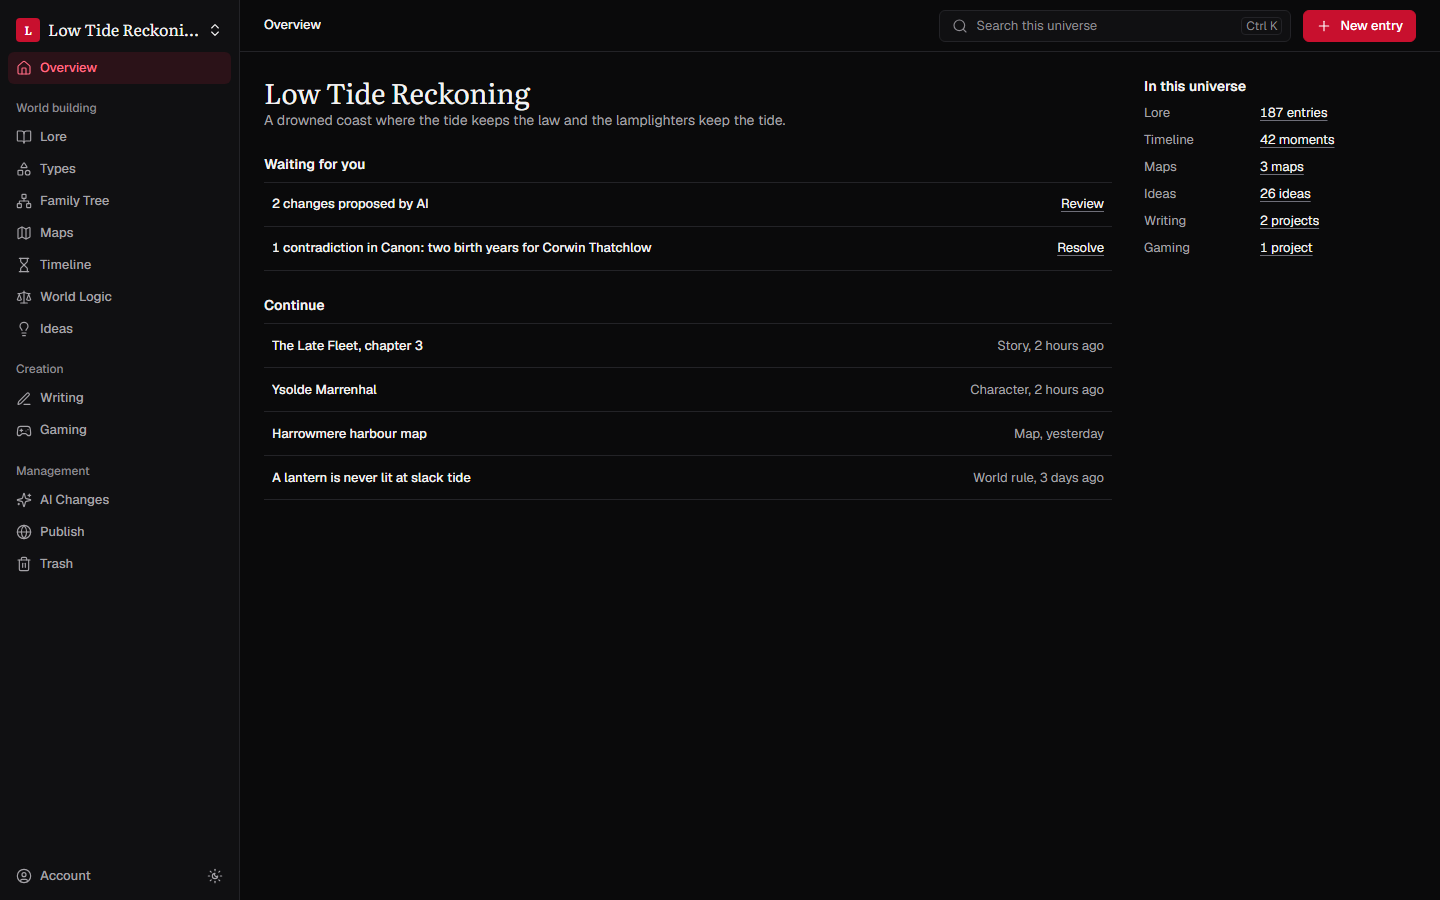 L Low Tide Reckoni...
Overview
World building
Lore
Types
Family Tree
Maps
Timeline
World Logic
Ideas
Creation
Writing
Gaming
Management
AI Changes
Publish
Trash
Account
Overview
Search this universe Ctrl K
New entry
Low Tide Reckoning
A drowned coast where the tide keeps the law and the lamplighters keep the tide.
Waiting for you
2 changes proposed by AI Review
1 contradiction in Canon: two birth years for Corwin Thatchlow Resolve
Continue
The Late Fleet, chapter 3 Story, 2 hours ago
Ysolde Marrenhal Character, 2 hours ago
Harrowmere harbour map Map, yesterday
A lantern is never lit at slack tide World rule, 3 days ago
In this universe
Lore 187 entries
Timeline 42 moments
Maps 3 maps
Ideas 26 ideas
Writing 2 projects
Gaming 1 project